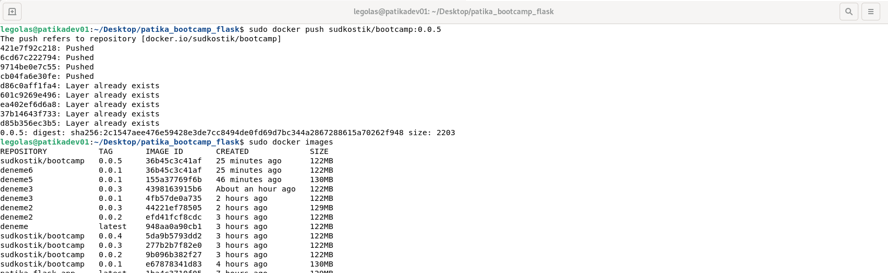 legolas@patikadev01: ~/Desktop/patika_bootcamp_flask
legolas@patikadev01:~/Desktop/patika_bootcamp_flask$ sudo docker push sudkostik/bootcamp:0.0.5
The push refers to repository [docker.io/sudkostik/bootcamp]
421e7f92c218: Pushed
6cd67c222794: Pushed
9714be0e7c55: Pushed
cb04fa6e30fe: Pushed
d86c0aff1fa4: Layer already exists
601c9269e496: Layer already exists
ea402ef6d6a8: Layer already exists
37b14643f733: Layer already exists
d85b356ec3b5: Layer already exists
0.0.5: digest: sha256:2c1547aee476e59428e3de7cc8494de0fd69d7bc344a2867288615a70262f948 size: 2203
legolas@patikadev01:~/Desktop/patika_bootcamp_flask$ sudo docker images
REPOSITORY TAG IMAGE ID CREATED SIZE
sudkostik/bootcamp 0.0.5 36b45c3c41af 25 minutes ago 122MB
deneme6 0.0.1 36b45c3c41af 25 minutes ago 122MB
deneme5 0.0.1 155a37769f6b 46 minutes ago 130MB
deneme3 0.0.3 4398163915b6 About an hour ago 122MB
deneme3 0.0.1 4fb57de0a735 2 hours ago 122MB
deneme2 0.0.3 44221ef78505 2 hours ago 129MB
deneme2 0.0.2 efd41fcf8cdc 3 hours ago 122MB
deneme latest 948aa0a90cb1 3 hours ago 122MB
sudkostik/bootcamp 0.0.4 5da9b5793dd2 3 hours ago 122MB
sudkostik/bootcamp 0.0.3 277b2b7f82e0 3 hours ago 122MB
sudkostik/bootcamp 0.0.2 9b096b382f27 3 hours ago 122MB
sudkostik/bootcamp 0.0.1 e67878341d83 4 hours ago 130MB